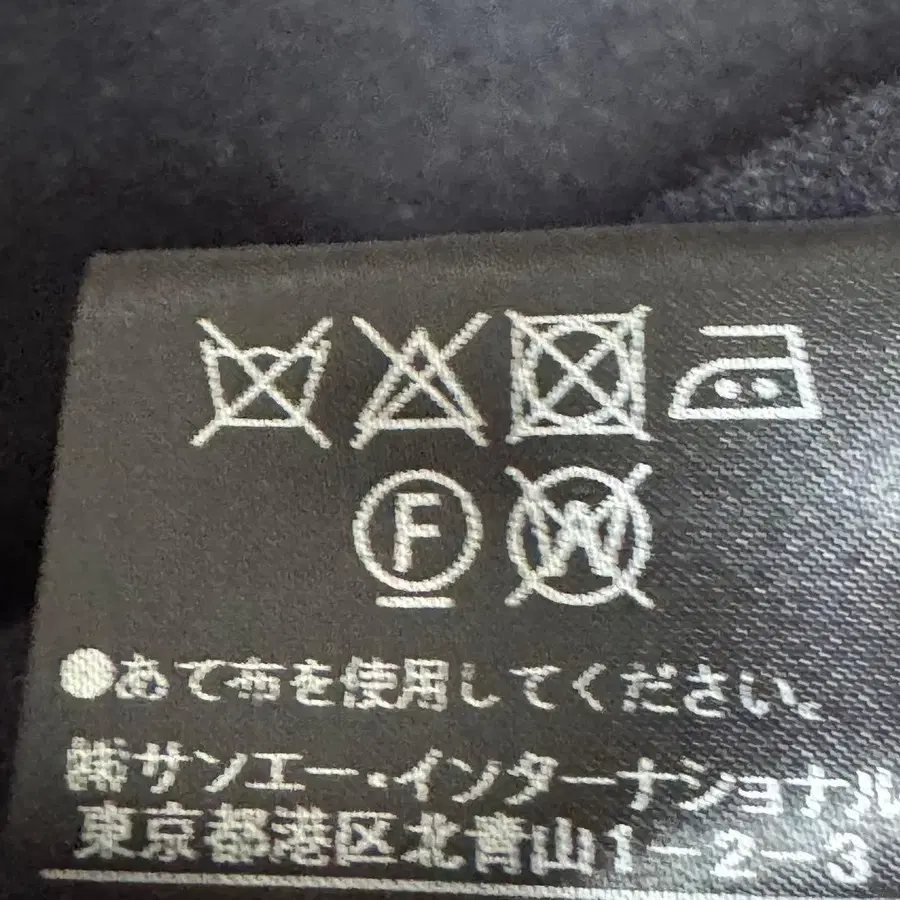 F W
●あて布を使用してください。
㈱サンエー・インターナショナル
東京都港区北青山1-2-3